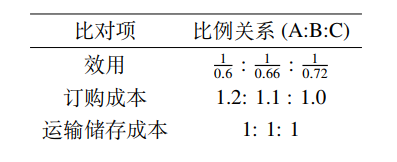 比对项 比例关系 (A:B:C)
效用 1/0.6 : 1/0.66 : 1/0.72
订购成本 1.2: 1.1 : 1.0
运输储存成本 1: 1: 1